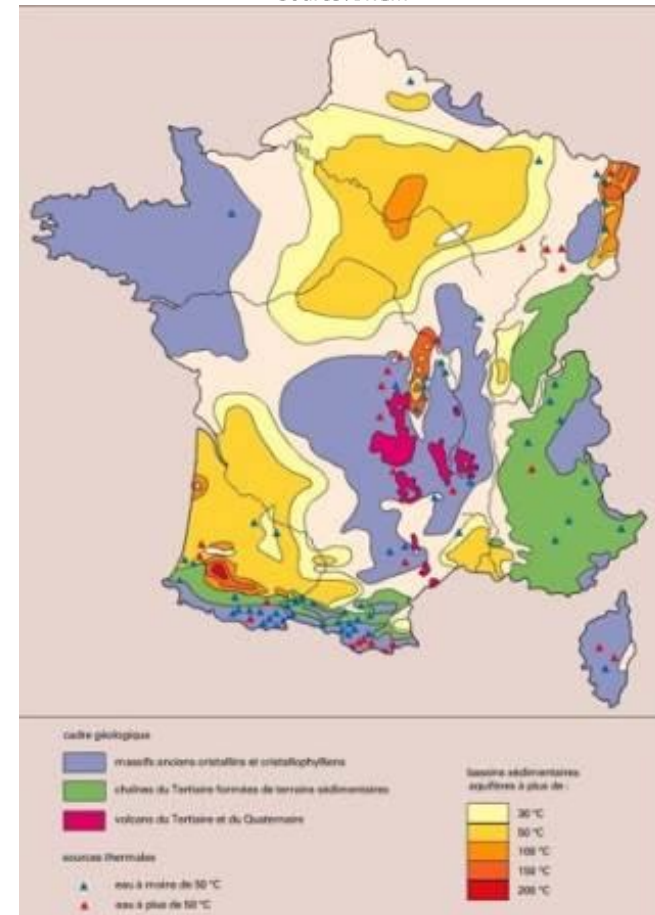 cadre géologique
massifs anciens cristallins et cristallophylliens
chaînes du Tertiaire formées de terrains sédimentaires
volcans du Tertiaire et du Quaternaire
sources thermales
eau à moins de 50 °C
eau à plus de 50 °C
bassins sédimentaires
aquifères à plus de :
30 °C
50 °C
100 °C
150 °C
200 °C